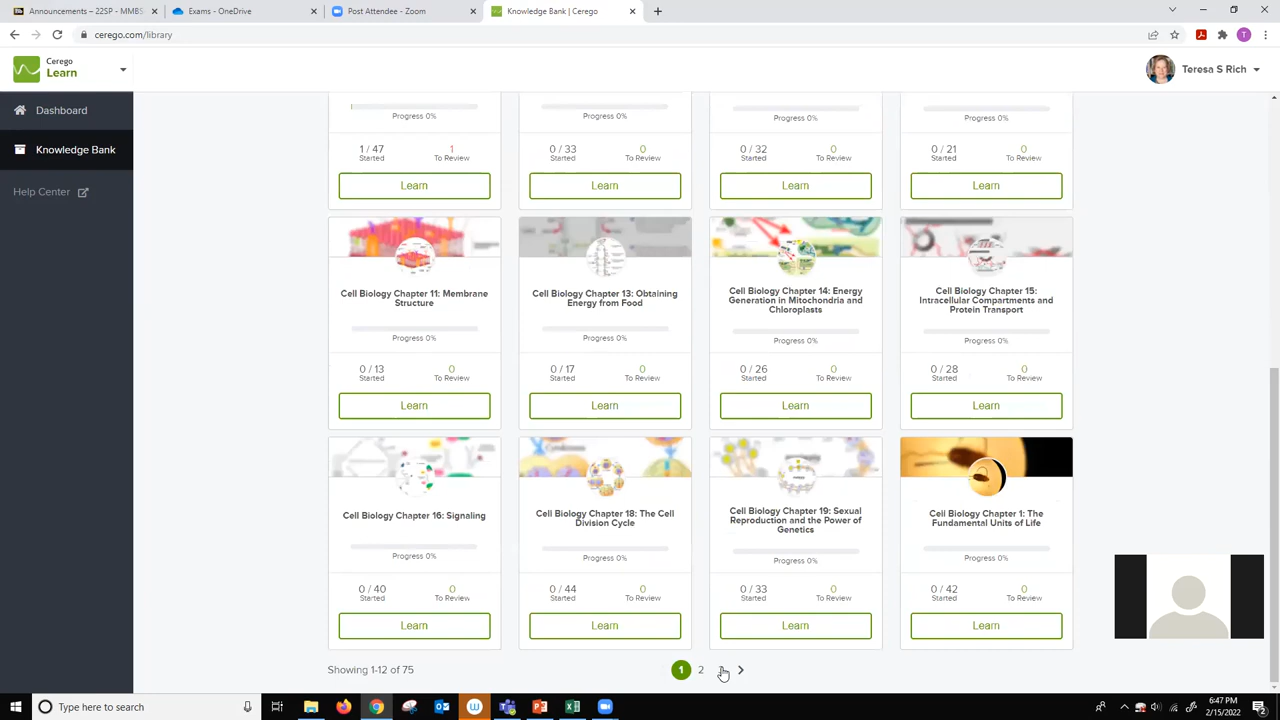 Announcements – 22SP – MMBS
Exams - OneDrive
Post Attendee - Zoom
Knowledge Bank | Cerego
cerego.com/library
T
Cerego
Learn
Teresa S Rich
Dashboard
Knowledge Bank
Help Center
Progress 0%
Progress 0%
Progress 0%
Progress 0%
1 / 47
1
0 / 33
0
0 / 32
0
0 / 21
0
Started
To Review
Started
To Review
Started
To Review
Started
To Review
Learn
Learn
Learn
Learn
Cell Biology Chapter 11: Membrane
Structure
Cell Biology Chapter 13: Obtaining
Energy from Food
Cell Biology Chapter 14: Energy
Generation in Mitochondria and
Chloroplasts
Cell Biology Chapter 15:
Intracellular Compartments and
Protein Transport
Progress 0%
Progress 0%
Progress 0%
Progress 0%
0 / 13
0
0 / 17
0
0 / 26
0
0 / 28
0
Started
To Review
Started
To Review
Started
To Review
Started
To Review
Learn
Learn
Learn
Learn
Cell Biology Chapter 16: Signaling
Cell Biology Chapter 18: The Cell
Division Cycle
Cell Biology Chapter 19: Sexual
Reproduction and the Power of
Genetics
Cell Biology Chapter 1: The
Fundamental Units of Life
Progress 0%
Progress 0%
Progress 0%
Progress 0%
0 / 40
0
0 / 44
0
0 / 33
0
0 / 42
0
Started
To Review
Started
To Review
Started
To Review
Started
To Review
Learn
Learn
Learn
Learn
Showing 1-12 of 75
1
2
Type here to search
6:47 PM
2/15/2022